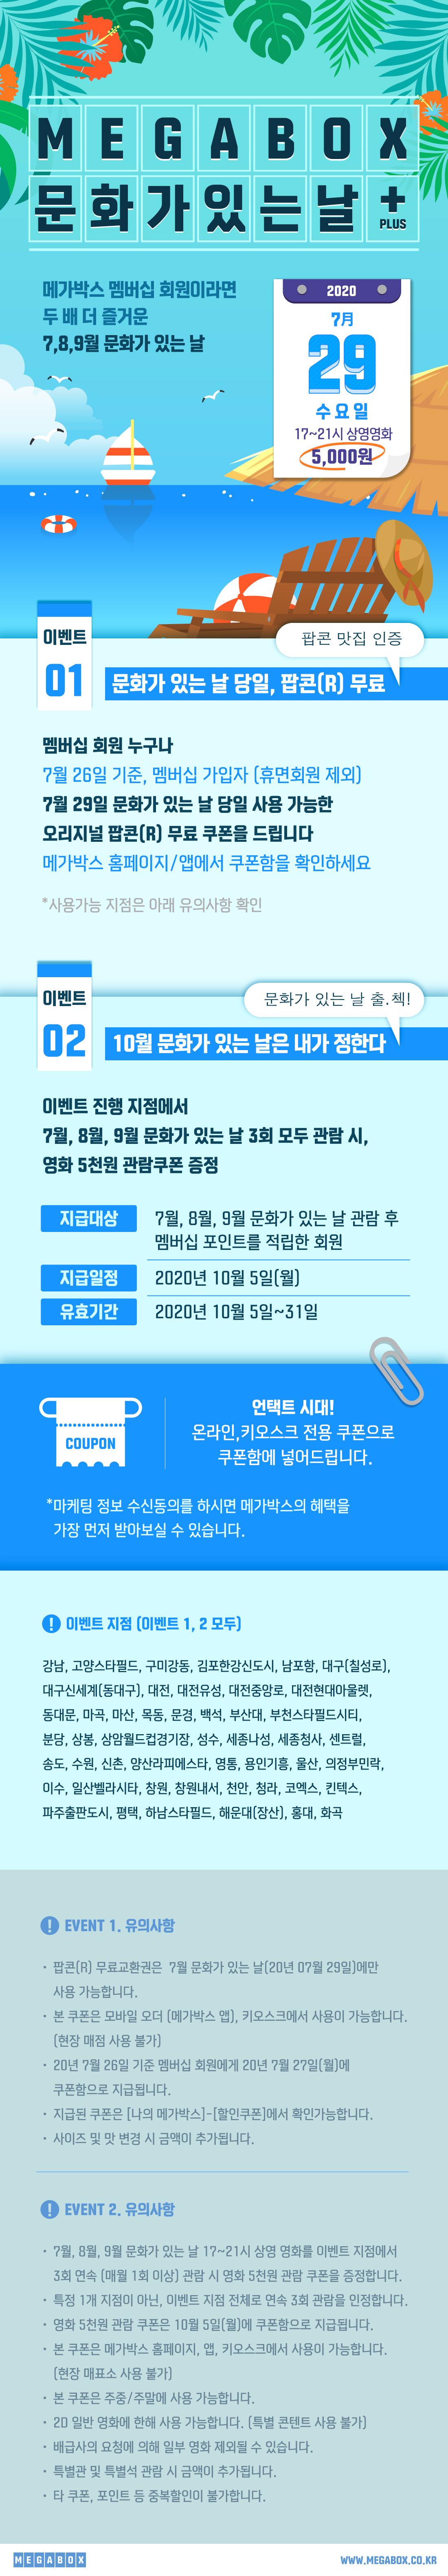 MEGABOX
문화가있는날+
PLUS
메가박스 멤버십 회원이라면
두 배 더 즐거운
7,8,9월 문화가 있는 날
2020
7月
29
수요일
17~21시 상영영화
5,000원
이벤트
01
팝콘 맛집 인증
문화가 있는 날 당일, 팝콘(R) 무료
멤버십 회원 누구나
7월 26일 기준, 멤버십 가입자 (휴면회원 제외)
7월 29일 문화가 있는 날 당일 사용 가능한
오리지널 팝콘(R) 무료 쿠폰을 드립니다
메가박스 홈페이지/앱에서 쿠폰함을 확인하세요
*사용가능 지점은 아래 유의사항 확인
이벤트
02
문화가 있는 날 출.첵!
10월 문화가 있는 날은 내가 정한다
이벤트 진행 지점에서
7월, 8월, 9월 문화가 있는 날 3회 모두 관람 시,
영화 5천원 관람쿠폰 증정
지급대상
7월, 8월, 9월 문화가 있는 날 관람 후
멤버십 포인트를 적립한 회원
지급일정
2020년 10월 5일(월)
유효기간
2020년 10월 5일~31일
COUPON
언택트 시대!
온라인,키오스크 전용 쿠폰으로
쿠폰함에 넣어드립니다.
*마케팅 정보 수신동의를 하시면 메가박스의 혜택을
가장 먼저 받아보실 수 있습니다.
! 이벤트 지점 (이벤트 1, 2 모두)
강남, 고양스타필드, 구미강동, 김포한강신도시, 남포항, 대구(칠성로),
대구신세계(동대구), 대전, 대전유성, 대전중앙로, 대전현대아울렛,
동대문, 마곡, 마산, 목동, 문경, 백석, 부산대, 부천스타필드시티,
분당, 상봉, 상암월드컵경기장, 성수, 세종나성, 세종청사, 센트럴,
송도, 수원, 신촌, 양산라피에스타, 영통, 용인기흥, 울산, 의정부민락,
이수, 일산벨라시타, 창원, 창원내서, 천안, 청라, 코엑스, 킨텍스,
파주출판도시, 평택, 하남스타필드, 해운대(장산), 홍대, 화곡
! EVENT 1. 유의사항
· 팝콘(R) 무료교환권은 7월 문화가 있는 날(20년 07월 29일)에만
사용 가능합니다.
· 본 쿠폰은 모바일 오더 (메가박스 앱), 키오스크에서 사용이 가능합니다.
(현장 매점 사용 불가)
· 20년 7월 26일 기준 멤버십 회원에게 20년 7월 27일(월)에
쿠폰함으로 지급됩니다.
· 지급된 쿠폰은 [나의 메가박스]-[할인쿠폰]에서 확인가능합니다.
· 사이즈 및 맛 변경 시 금액이 추가됩니다.
! EVENT 2. 유의사항
· 7월, 8월, 9월 문화가 있는 날 17~21시 상영 영화를 이벤트 지점에서
3회 연속 (매월 1회 이상) 관람 시 영화 5천원 관람 쿠폰을 증정합니다.
· 특정 1개 지점이 아닌, 이벤트 지점 전체로 연속 3회 관람을 인정합니다.
· 영화 5천원 관람 쿠폰은 10월 5일(월)에 쿠폰함으로 지급됩니다.
· 본 쿠폰은 메가박스 홈페이지, 앱, 키오스크에서 사용이 가능합니다.
(현장 매표소 사용 불가)
· 본 쿠폰은 주중/주말에 사용 가능합니다.
· 2D 일반 영화에 한해 사용 가능합니다. (특별 콘텐트 사용 불가)
· 배급사의 요청에 의해 일부 영화 제외될 수 있습니다.
· 특별관 및 특별석 관람 시 금액이 추가됩니다.
· 타 쿠폰, 포인트 등 중복할인이 불가합니다.
MEGABOX
WWW.MEGABOX.CO.KR